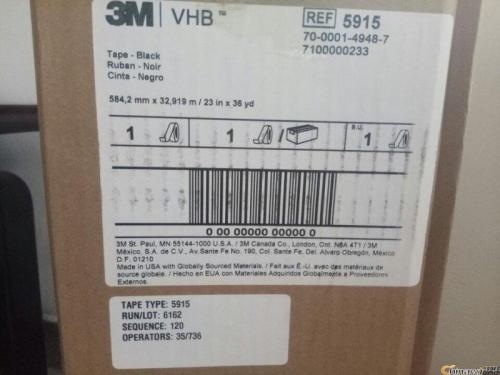 3M VHB™
REF 5915
70-0001-4948-7
7100000233
Tape - Black
Ruban - Noir
Cinta - Negro
584,2 mm x 32,919 m / 23 in x 36 yd
1 1 / B.U. 1
0 00 00000 00000 0
3M St. Paul, MN 55144-1000 U.S.A. / 3M Canada Co., London, Ont. N6A 4T1 / 3M
México, S.A. de C.V., Av. Sante Fe No. 190, Col. Sante Fe, Del. Alvaro Obregón, México
D.F. 01210
Made in USA with Globally Sourced Materials. / Fait aux É.-U. avec des matériaux de
source globale. / Hecho en EUA con Materiales Adquiridos Globalmente a Proveedores
Externos.
TAPE TYPE: 5915
RUN/LOT: 6162
SEQUENCE: 120
OPERATORS: 35/736